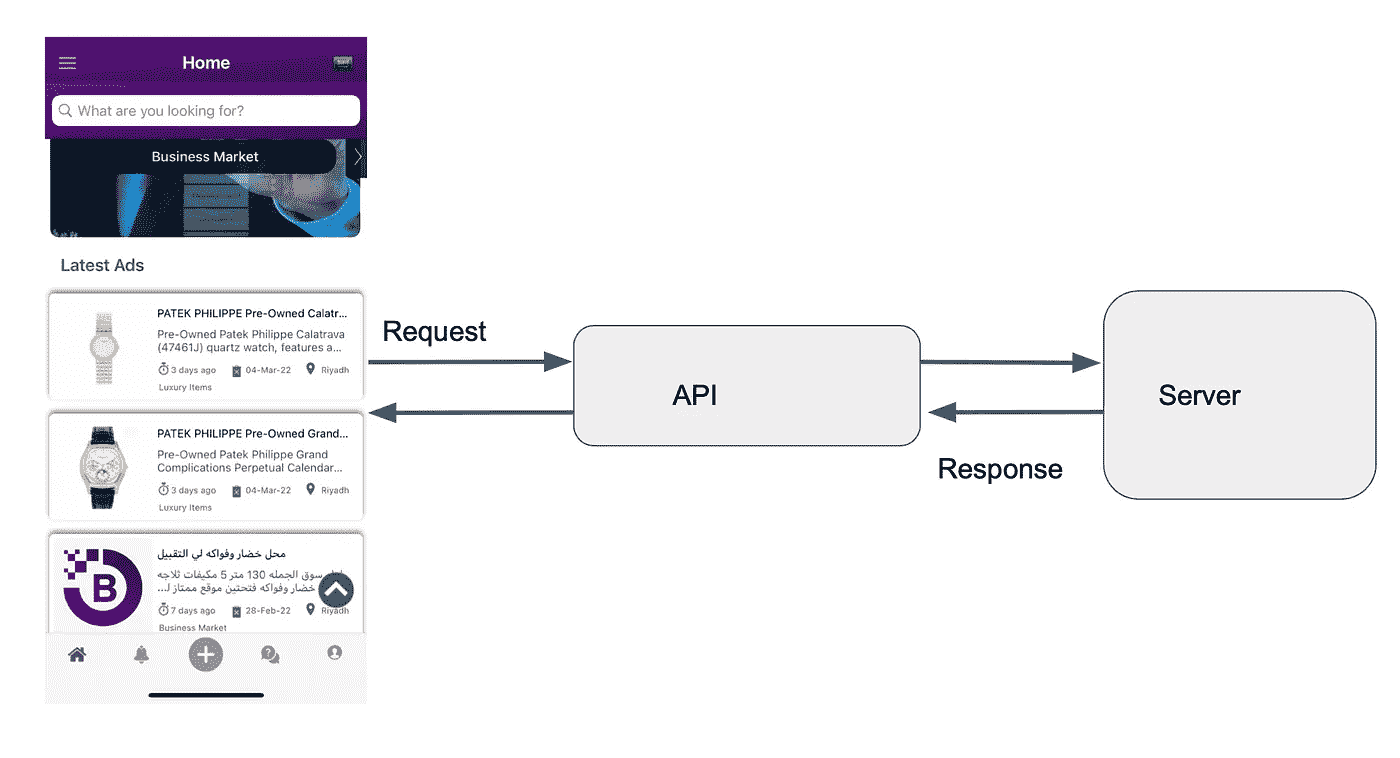 Home
What are you looking for?
Business Market
Latest Ads
PATEK PHILIPPE Pre-Owned Calatr...
Pre-Owned Patek Philippe Calatrava
(47461J) quartz watch, features a...
3 days ago 04-Mar-22 Riyadh
Luxury Items
PATEK PHILIPPE Pre-Owned Grand...
Pre-Owned Patek Philippe Grand
Complications Perpetual Calendar...
3 days ago 04-Mar-22 Riyadh
Luxury Items
B
محل خضار وفواكه لي التقبيل
سوق الجمله 130 متر 5 مكيفات ثلاجه
خضار وفواكه فتحتين موقع ممتاز لـ...
7 days ago 28-Feb-22 Riyadh
Business Market
Request
API
Server
Response